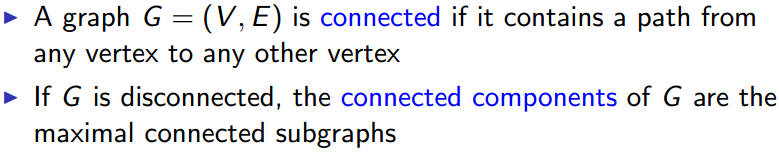 ▶ A graph G = (V, E) is connected if it contains a path from
any vertex to any other vertex
▶ If G is disconnected, the connected components of G are the
maximal connected subgraphs